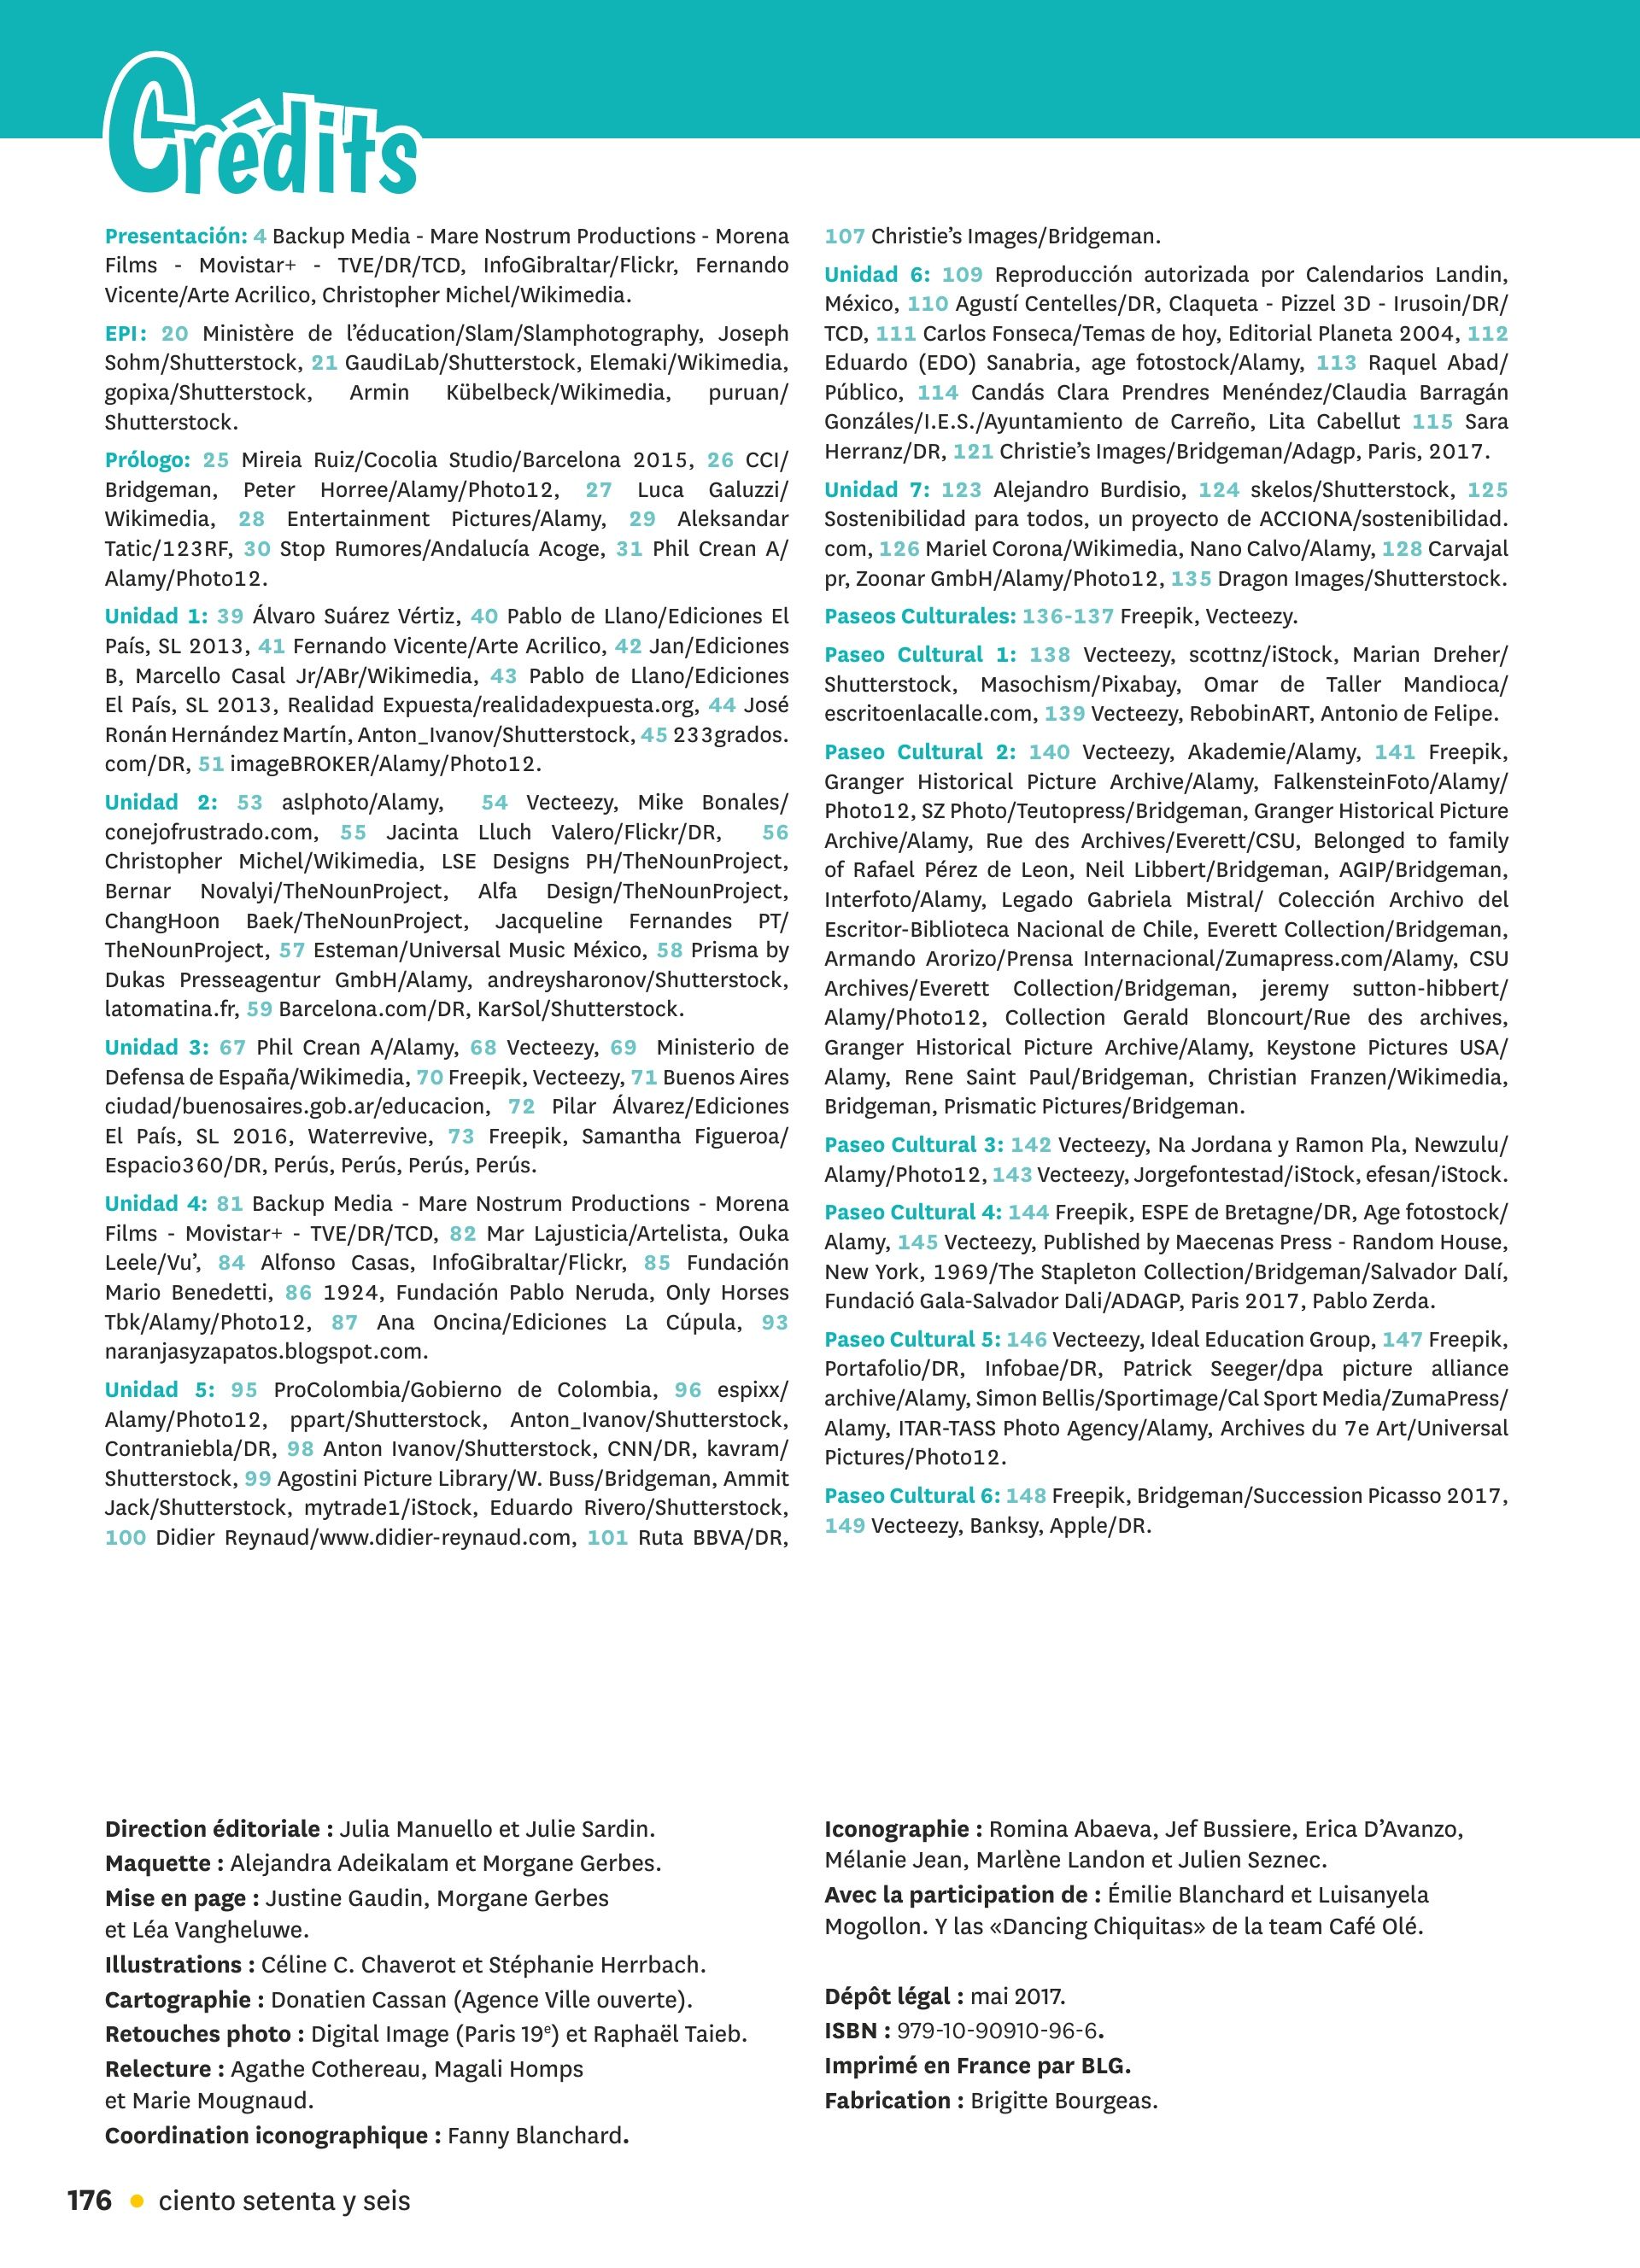 Crédits
Presentación: 4 Backup Media - Mare Nostrum Productions - Morena
Films - Movistar+ - TVE/DR/TCD, InfoGibraltar/Flickr, Fernando
Vicente/Arte Acrilico, Christopher Michel/Wikimedia.
EPI: 20 Ministère de l'éducation/Slam/Slamphotography, Joseph
Sohm/Shutterstock, 21 GaudiLab/Shutterstock, Elemaki/Wikimedia,
gopixa/Shutterstock, Armin Kübelbeck/Wikimedia, puruan/
Shutterstock.
Prólogo: 25 Mireia Ruiz/Cocolia Studio/Barcelona 2015, 26 CCI/
Bridgeman, Peter Horree/Alamy/Photo12, 27 Luca Galuzzi/
Wikimedia, 28 Entertainment Pictures/Alamy, 29 Aleksandar
Tatic/123RF, 30 Stop Rumores/Andalucía Acoge, 31 Phil Crean A/
Alamy/Photo12.
Unidad 1: 39 Álvaro Suárez Vértiz, 40 Pablo de Llano/Ediciones El
País, SL 2013, 41 Fernando Vicente/Arte Acrilico, 42 Jan/Ediciones
B, Marcello Casal Jr/ABr/Wikimedia, 43 Pablo de Llano/Ediciones
El País, SL 2013, Realidad Expuesta/realidadexpuesta.org, 44 José
Ronán Hernández Martín, Anton_Ivanov/Shutterstock, 45 233grados.
com/DR, 51 imageBROKER/Alamy/Photo12.
Unidad 2: 53 aslphoto/Alamy, 54 Vecteezy, Mike Bonales/
conejofrustrado.com, 55 Jacinta Lluch Valero/Flickr/DR, 56
Christopher Michel/Wikimedia, LSE Designs PH/TheNounProject,
Bernar Novalyi/TheNounProject, Alfa Design/TheNounProject,
ChangHoon Baek/TheNounProject, Jacqueline Fernandes PT/
TheNounProject, 57 Esteman/Universal Music México, 58 Prisma by
Dukas Presseagentur GmbH/Alamy, andreysharonov/Shutterstock,
latomatina.fr, 59 Barcelona.com/DR, KarSol/Shutterstock.
Unidad 3: 67 Phil Crean A/Alamy, 68 Vecteezy, 69 Ministerio de
Defensa de España/Wikimedia, 70 Freepik, Vecteezy, 71 Buenos Aires
ciudad/buenosaires.gob.ar/educacion, 72 Pilar Álvarez/Ediciones
El País, SL 2016, Waterrevive, 73 Freepik, Samantha Figueroa/
Espacio360/DR, Perús, Perús, Perús, Perús.
Unidad 4: 81 Backup Media - Mare Nostrum Productions - Morena
Films - Movistar+ - TVE/DR/TCD, 82 Mar Lajusticia/Artelista, Ouka
Leele/Vu', 84 Alfonso Casas, InfoGibraltar/Flickr, 85 Fundación
Mario Benedetti, 86 1924, Fundación Pablo Neruda, Only Horses
Tbk/Alamy/Photo12, 87 Ana Oncina/Ediciones La Cúpula, 93
naranjasyzapatos.blogspot.com.
Unidad 5: 95 ProColombia/Gobierno de Colombia, 96 espixx/
Alamy/Photo12, ppart/Shutterstock, Anton_Ivanov/Shutterstock,
Contraniebla/DR, 98 Anton Ivanov/Shutterstock, CNN/DR, kavram/
Shutterstock, 99 Agostini Picture Library/W. Buss/Bridgeman, Ammit
Jack/Shutterstock, mytrade1/iStock, Eduardo Rivero/Shutterstock,
100 Didier Reynaud/www.didier-reynaud.com, 101 Ruta BBVA/DR,
107 Christie's Images/Bridgeman.
Unidad 6: 109 Reproducción autorizada por Calendarios Landin,
México, 110 Agustí Centelles/DR, Claqueta - Pizzel 3D - Irusoin/DR/
TCD, 111 Carlos Fonseca/Temas de hoy, Editorial Planeta 2004, 112
Eduardo (EDO) Sanabria, age fotostock/Alamy, 113 Raquel Abad/
Público, 114 Candás Clara Prendres Menéndez/Claudia Barragán
Gonzáles/I.E.S./Ayuntamiento de Carreño, Lita Cabellut 115 Sara
Herranz/DR, 121 Christie's Images/Bridgeman/Adagp, Paris, 2017.
Unidad 7: 123 Alejandro Burdisio, 124 skelos/Shutterstock, 125
Sostenibilidad para todos, un proyecto de ACCIONA/sostenibilidad.
com, 126 Mariel Corona/Wikimedia, Nano Calvo/Alamy, 128 Carvajal
pr, Zoonar GmbH/Alamy/Photo12, 135 Dragon Images/Shutterstock.
Paseos Culturales: 136-137 Freepik, Vecteezy.
Paseo Cultural 1: 138 Vecteezy, scottnz/iStock, Marian Dreher/
Shutterstock, Masochism/Pixabay, Omar de Taller Mandioca/
escritoenlacalle.com, 139 Vecteezy, RebobinART, Antonio de Felipe.
Paseo Cultural 2: 140 Vecteezy, Akademie/Alamy, 141 Freepik,
Granger Historical Picture Archive/Alamy, FalkensteinFoto/Alamy/
Photo12, SZ Photo/Teutopress/Bridgeman, Granger Historical Picture
Archive/Alamy, Rue des Archives/Everett/CSU, Belonged to family
of Rafael Pérez de Leon, Neil Libbert/Bridgeman, AGIP/Bridgeman,
Interfoto/Alamy, Legado Gabriela Mistral/ Colección Archivo del
Escritor-Biblioteca Nacional de Chile, Everett Collection/Bridgeman,
Armando Arorizo/Prensa Internacional/Zumapress.com/Alamy, CSU
Archives/Everett Collection/Bridgeman, jeremy sutton-hibbert/
Alamy/Photo12, Collection Gerald Bloncourt/Rue des archives,
Granger Historical Picture Archive/Alamy, Keystone Pictures USA/
Alamy, Rene Saint Paul/Bridgeman, Christian Franzen/Wikimedia,
Bridgeman, Prismatic Pictures/Bridgeman.
Paseo Cultural 3: 142 Vecteezy, Na Jordana y Ramon Pla, Newzulu/
Alamy/Photo12, 143 Vecteezy, Jorgefontestad/iStock, efesan/iStock.
Paseo Cultural 4: 144 Freepik, ESPE de Bretagne/DR, Age fotostock/
Alamy, 145 Vecteezy, Published by Maecenas Press - Random House,
New York, 1969/The Stapleton Collection/Bridgeman/Salvador Dalí,
Fundació Gala-Salvador Dali/ADAGP, Paris 2017, Pablo Zerda.
Paseo Cultural 5: 146 Vecteezy, Ideal Education Group, 147 Freepik,
Portafolio/DR, Infobae/DR, Patrick Seeger/dpa picture alliance
archive/Alamy, Simon Bellis/Sportimage/Cal Sport Media/ZumaPress/
Alamy, ITAR-TASS Photo Agency/Alamy, Archives du 7e Art/Universal
Pictures/Photo12.
Paseo Cultural 6: 148 Freepik, Bridgeman/Succession Picasso 2017,
149 Vecteezy, Banksy, Apple/DR.
Direction éditoriale : Julia Manuello et Julie Sardin.
Maquette : Alejandra Adeikalam et Morgane Gerbes.
Mise en page : Justine Gaudin, Morgane Gerbes
et Léa Vangheluwe.
Illustrations : Céline C. Chaverot et Stéphanie Herrbach.
Cartographie : Donatien Cassan (Agence Ville ouverte).
Retouches photo : Digital Image (Paris 19e) et Raphaël Taieb.
Relecture : Agathe Cothereau, Magali Homps
et Marie Mougnaud.
Coordination iconographique : Fanny Blanchard.
Iconographie : Romina Abaeva, Jef Bussiere, Erica D'Avanzo,
Mélanie Jean, Marlène Landon et Julien Seznec.
Avec la participation de : Émilie Blanchard et Luisanyela
Mogollon. Y las «Dancing Chiquitas» de la team Café Olé.
Dépôt légal : mai 2017.
ISBN : 979-10-90910-96-6.
Imprimé en France par BLG.
Fabrication : Brigitte Bourgeas.
176 • ciento setenta y seis